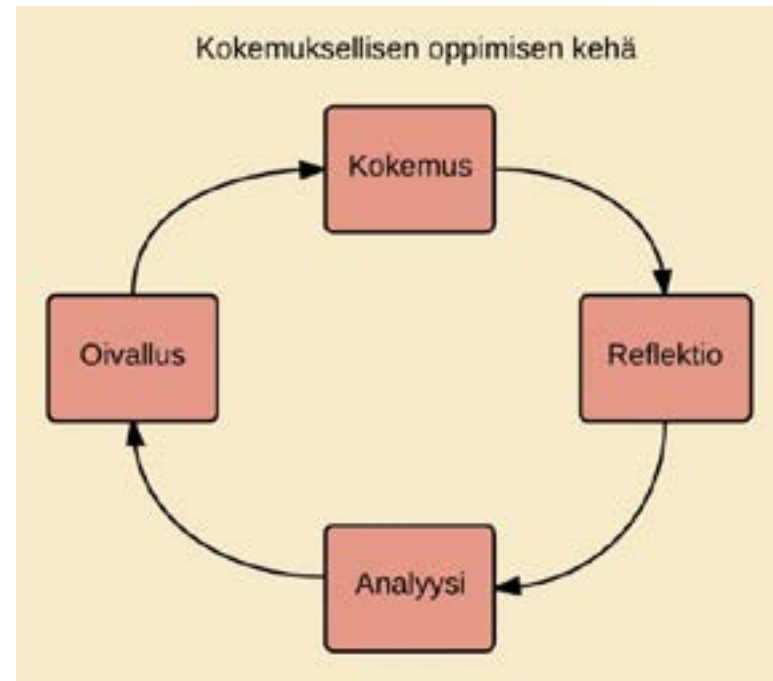 Kokemuksellisen oppimisen kehä
Kokemus
Reflektio
Analyysi
Oivallus